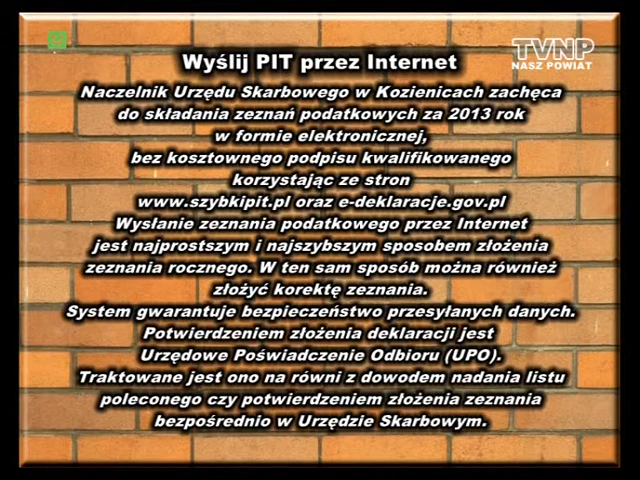 TVNP
NASZ POWIAT
Wyślij PIT przez Internet
Naczelnik Urzędu Skarbowego w Kozienicach zachęca
do składania zeznań podatkowych za 2013 rok
w formie elektronicznej,
bez kosztownego podpisu kwalifikowanego
korzystając ze stron
www.szybkipit.pl oraz e-deklaracje.gov.pl
Wysłanie zeznania podatkowego przez Internet
jest najprostszym i najszybszym sposobem złożenia
zeznania rocznego. W ten sam sposób można również
złożyć korektę zeznania.
System gwarantuje bezpieczeństwo przesyłanych danych.
Potwierdzeniem złożenia deklaracji jest
Urzędowe Poświadczenie Odbioru (UPO).
Traktowane jest ono na równi z dowodem nadania listu
poleconego czy potwierdzeniem złożenia zeznania
bezpośrednio w Urzędzie Skarbowym.